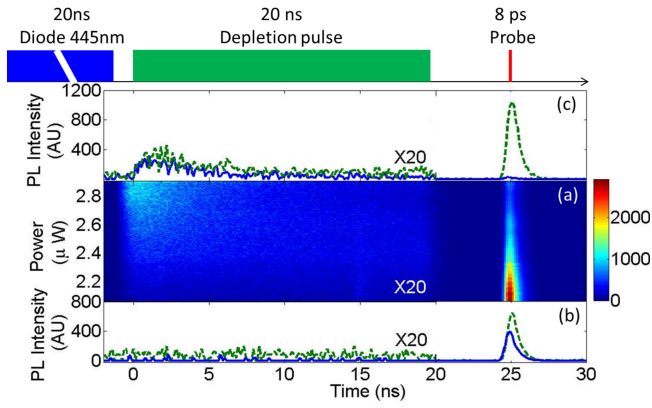 20ns
Diode 445nm
20 ns
Depletion pulse
8 ps
Probe
1200
800
400
PL Intensity
(AU)
X20
(c)
2.8
2.6
2.4
2.2
Power
(μ W)
X20
(a)
2000
1000
0
800
400
0
PL Intensity
(AU)
X20
(b)
0 5 10 15 20 25 30
Time (ns)